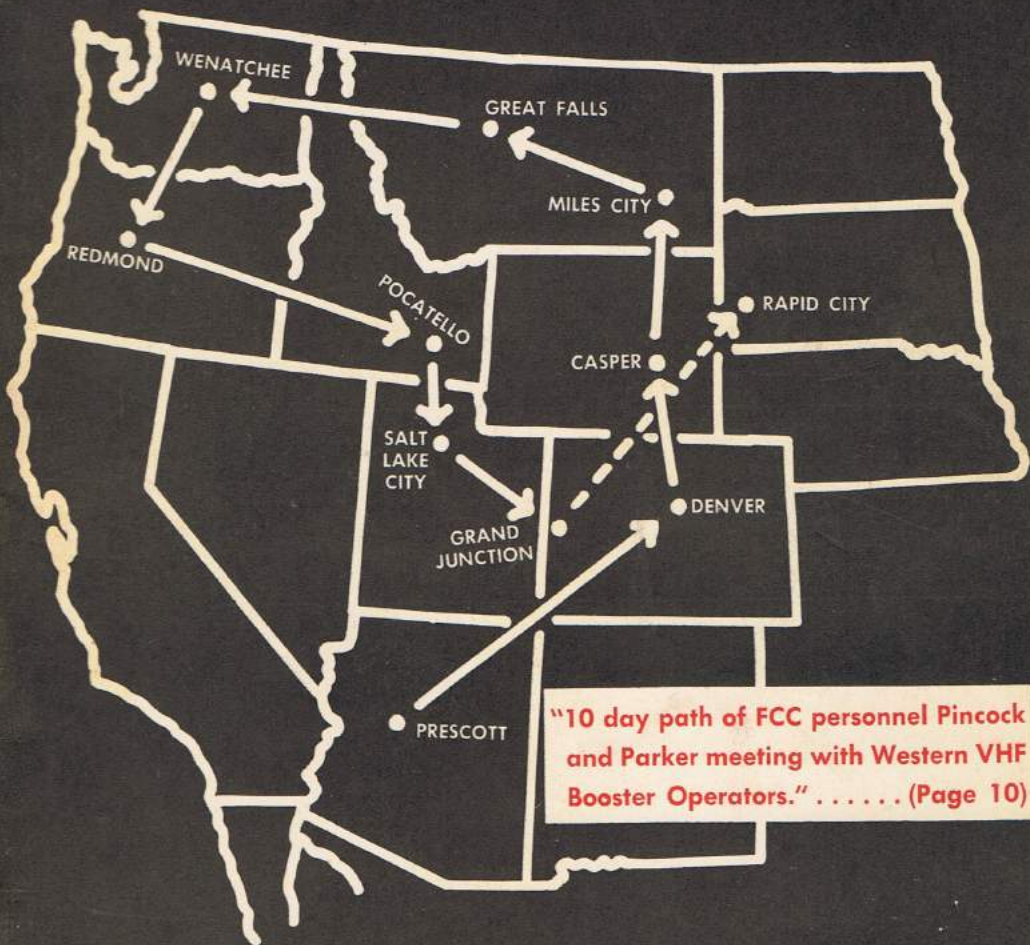 WENATCHEE
GREAT FALLS
MILES CITY
REDMOND
POCATELLO
RAPID CITY
CASPER
SALT
LAKE
CITY
DENVER
GRAND
JUNCTION
PRESCOTT
"10 day path of FCC personnel Pincock
and Parker meeting with Western VHF
Booster Operators." . . . . . . (Page 10)